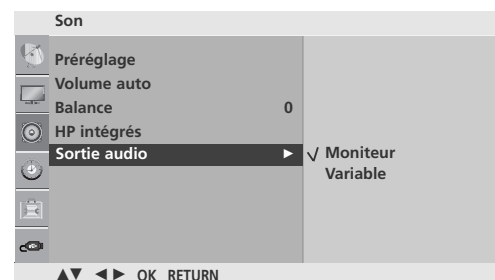 Son
Préréglage
Volume auto
Balance 0
HP intégrés
Sortie audio ► √ Moniteur
Variable
▲▼ ◄► OK RETURN